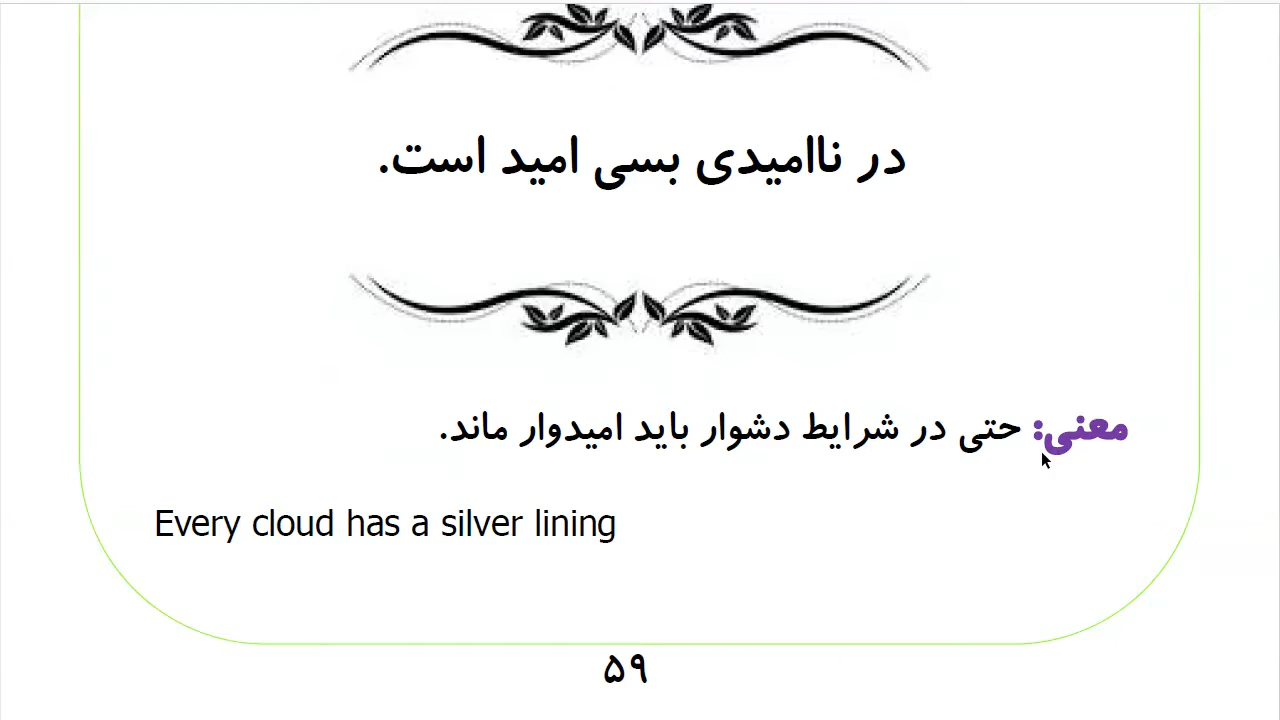 در ناامیدی بسی امید است.
معنی: حتی در شرایط دشوار باید امیدوار ماند.
Every cloud has a silver lining
۵۹